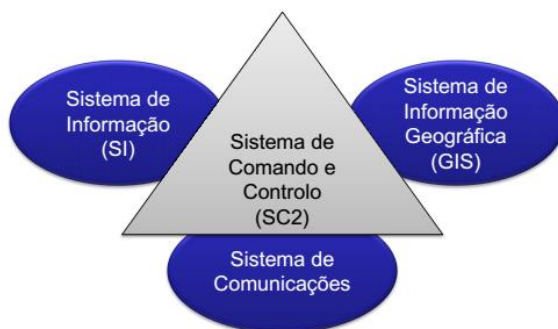 Sistema de
Informação
(SI)
Sistema de
Informação
Geográfica
(GIS)
Sistema de
Comando e
Controlo
(SC2)
Sistema de
Comunicações